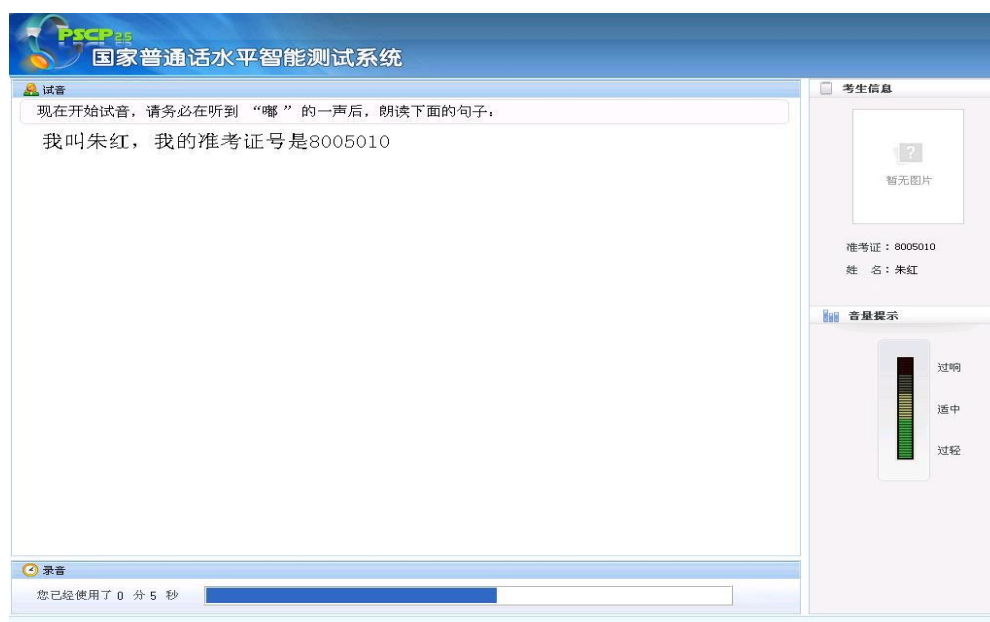 PSCP2.5
国家普通话水平智能测试系统
试音
现在开始试音，请务必在听到 “嘟 ” 的一声后，朗读下面的句子：
我叫朱红，我的准考证号是8005010
录音
您已经使用了 0 分 5 秒
考生信息
?
暂无图片
准考证：8005010
姓 名：朱红
音量提示
过响
适中
过轻